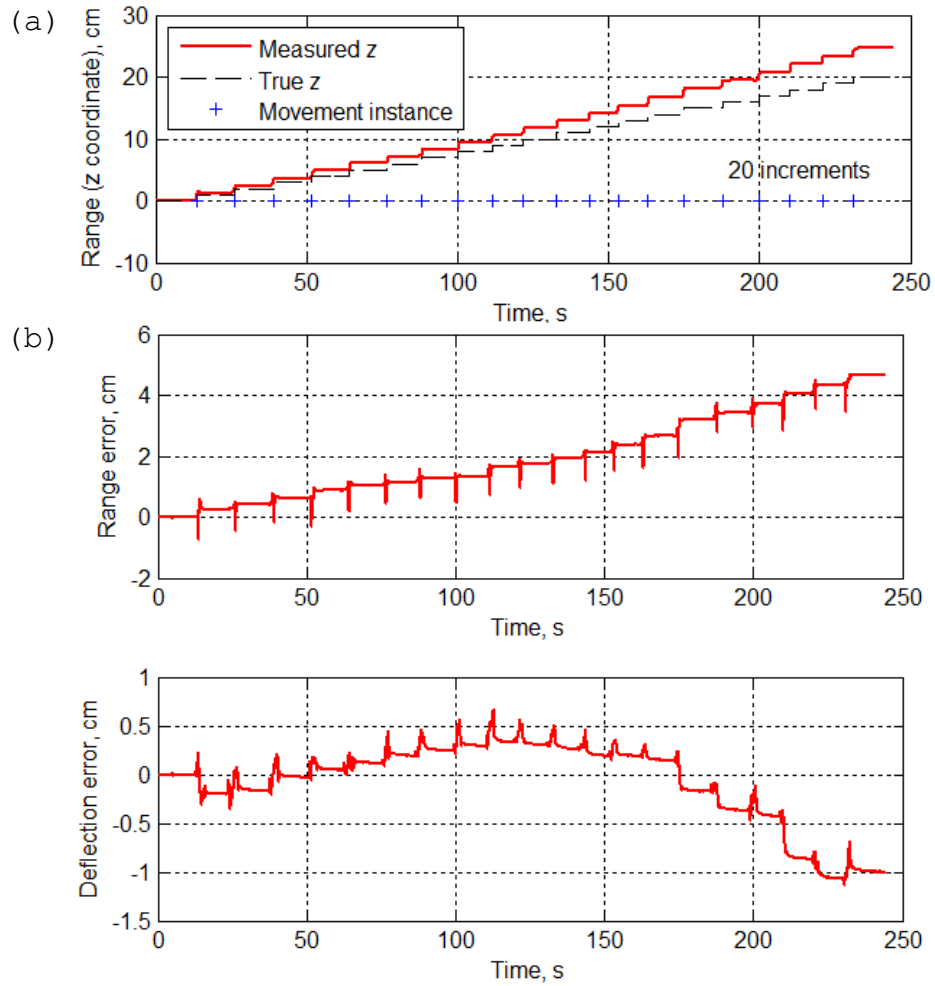 (a)
30
20
10
0
-10
Range (z coordinate), cm
Measured z
True z
Movement instance
20 increments
0
50
100
150
200
250
Time, s
(b)
6
4
2
0
-2
Range error, cm
0
50
100
150
200
250
Time, s
1
0.5
0
-0.5
-1
-1.5
Deflection error, cm
0
50
100
150
200
250
Time, s